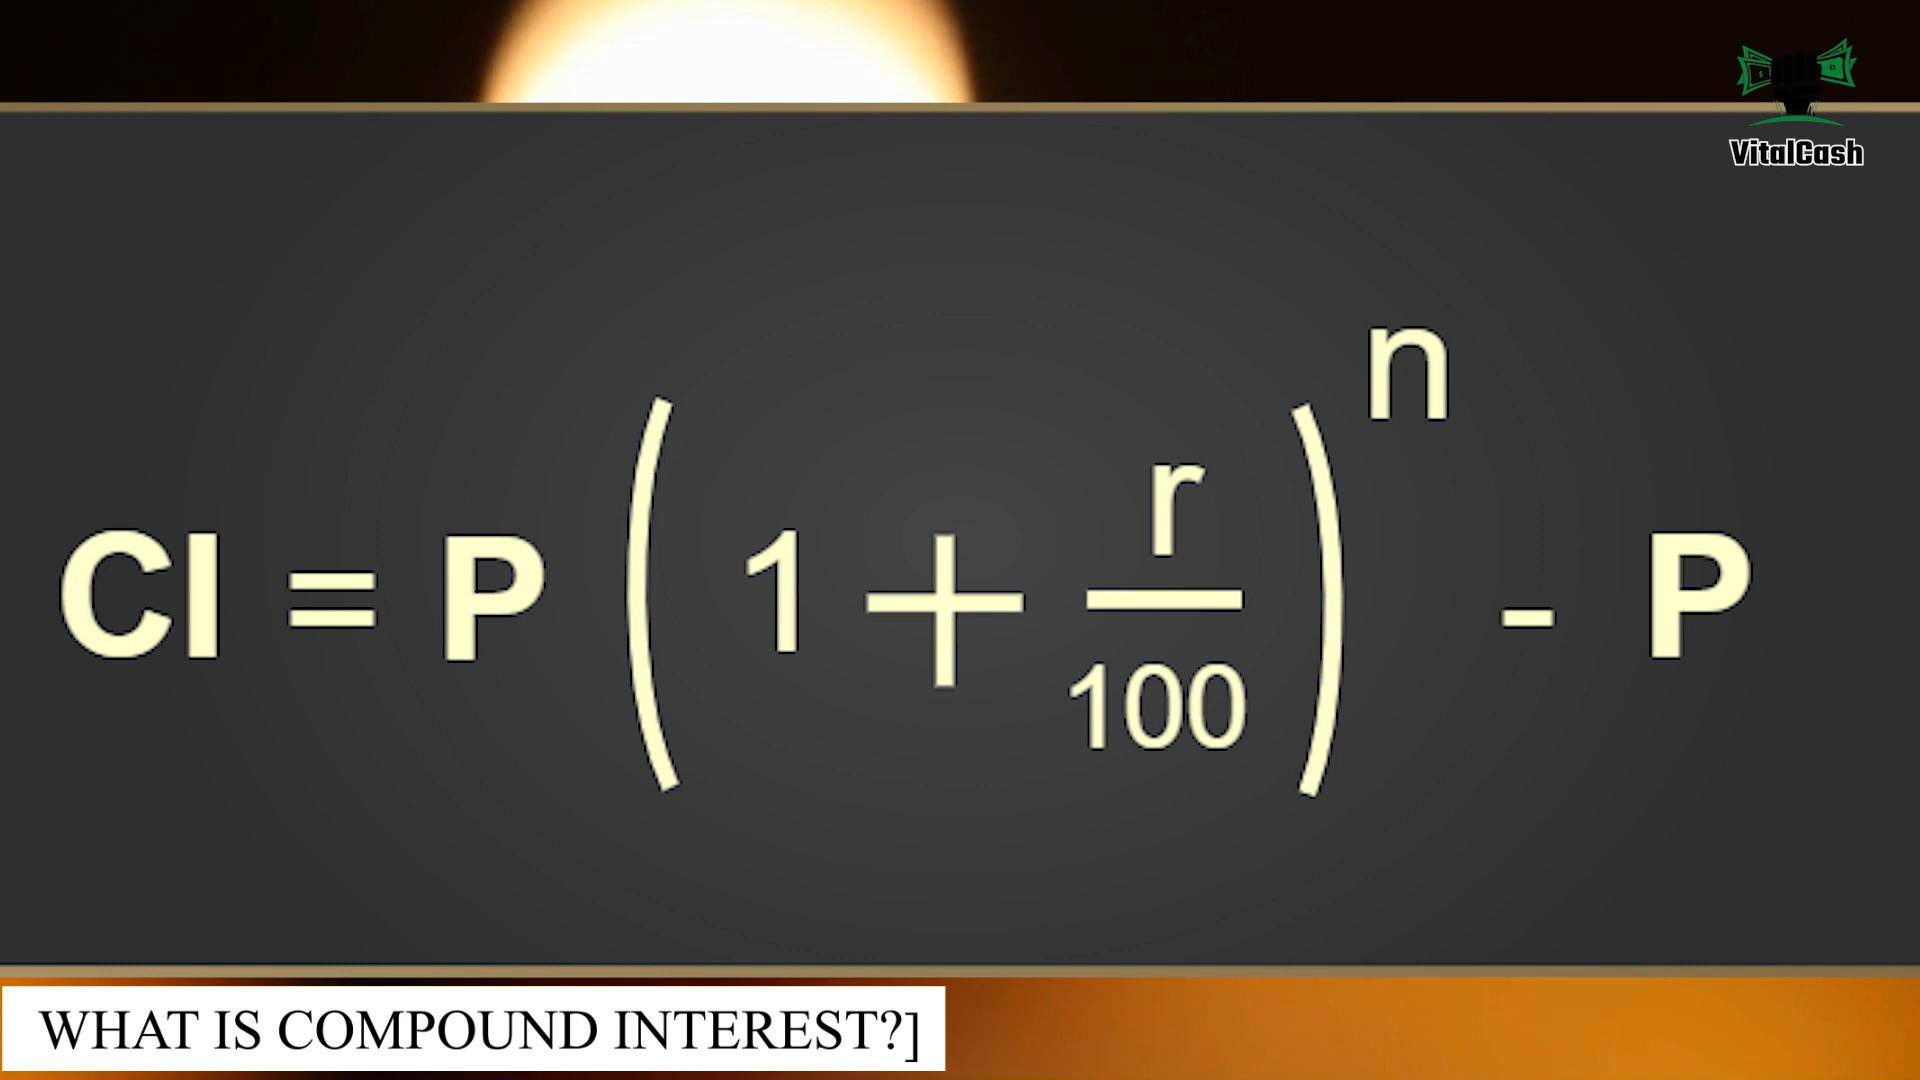 VitalCash
CI = P ( 1 + r/100 )^n - P
WHAT IS COMPOUND INTEREST?]